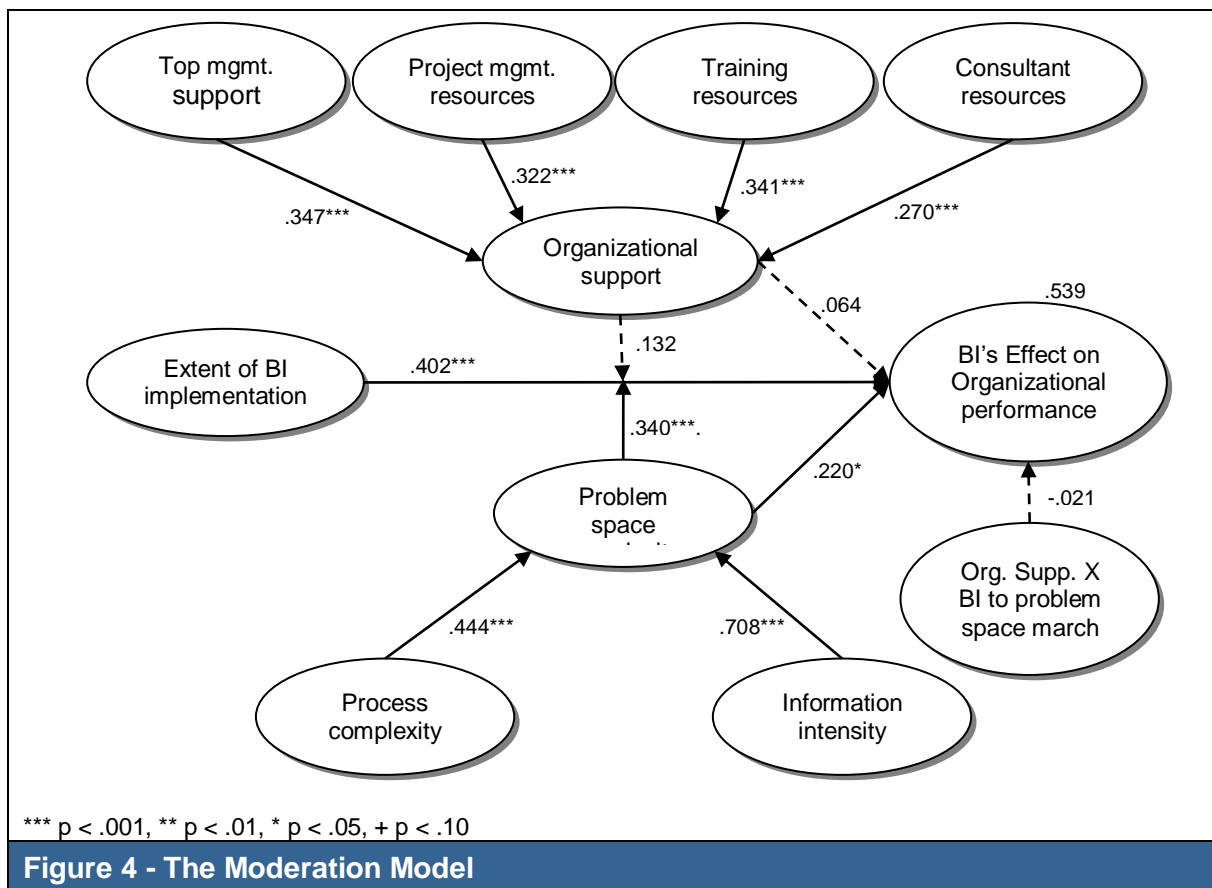 Top mgmt.
support
Project mgmt.
resources
Training
resources
Consultant
resources
.322***
.341***
.347***
.270***
Organizational
support
.064
.539
.132
Extent of BI
implementation
.402***
BI's Effect on
Organizational
performance
.340***.
.220*
Problem
space
-.021
Org. Supp. X
BI to problem
space march
.444***
.708***
Process
complexity
Information
intensity
*** p < .001, ** p < .01, * p < .05, + p < .10
Figure 4 - The Moderation Model